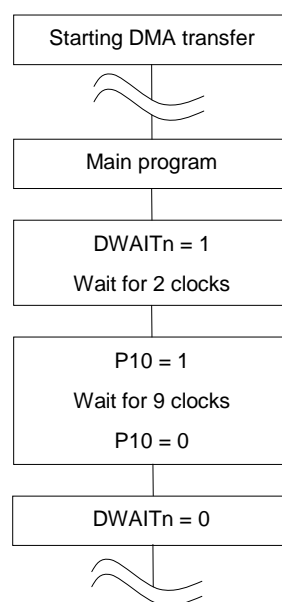 Starting DMA transfer
Main program
DWAITn = 1
Wait for 2 clocks
P10 = 1
Wait for 9 clocks
P10 = 0
DWAITn = 0